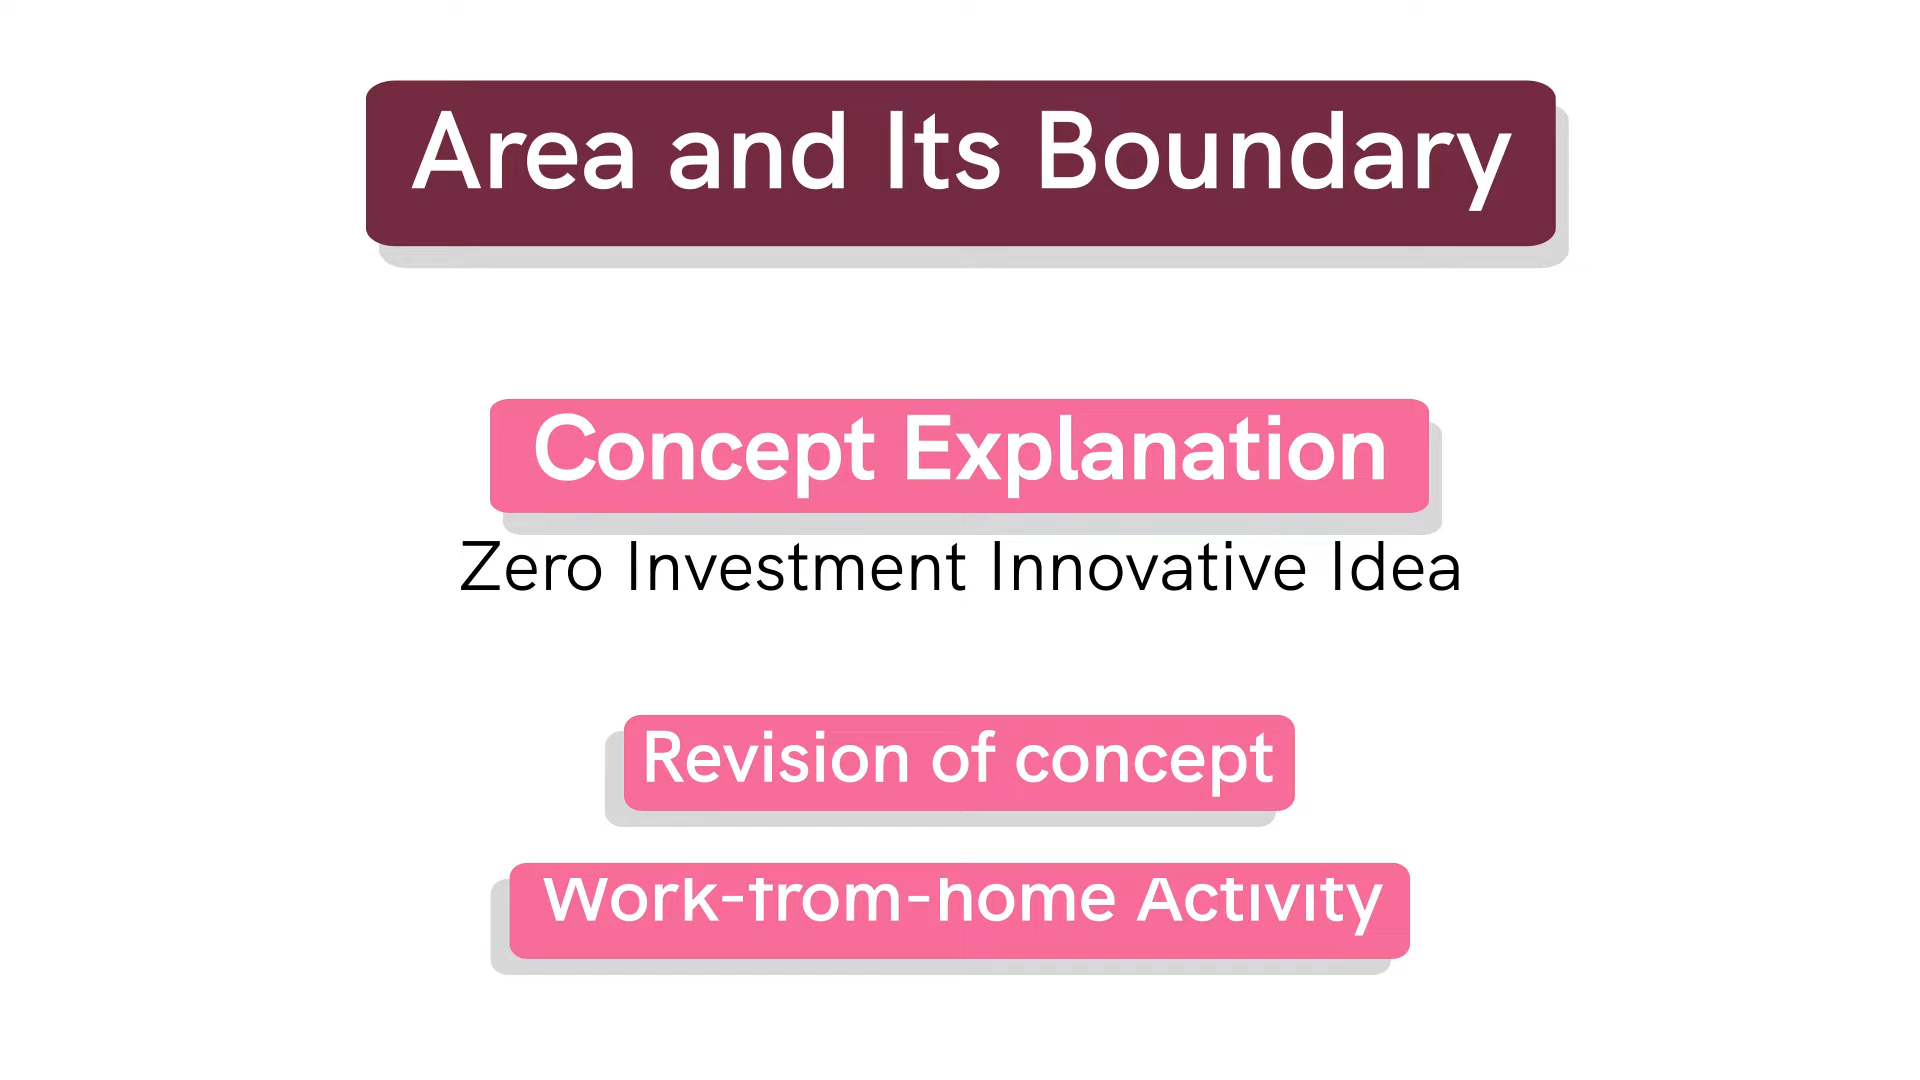 Area and Its Boundary
Concept Explanation
Zero Investment Innovative Idea
Revision of concept
Work-from-home Activity